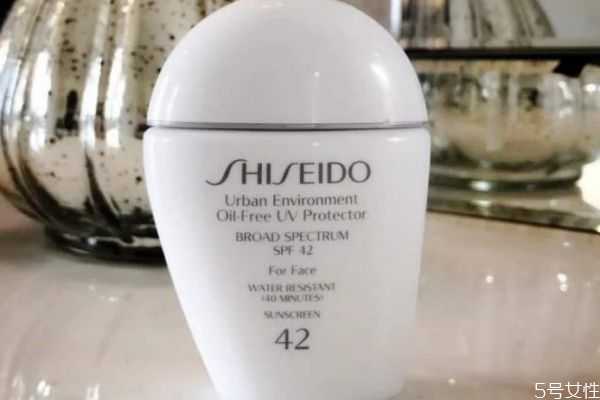 SHISEIDO
Urban Environment
Oil-Free UV Protector
BROAD SPECTRUM
SPF 42
For Face
WATER RESISTANT
(40 MINUTES)
SUNSCREEN
42
5号女性